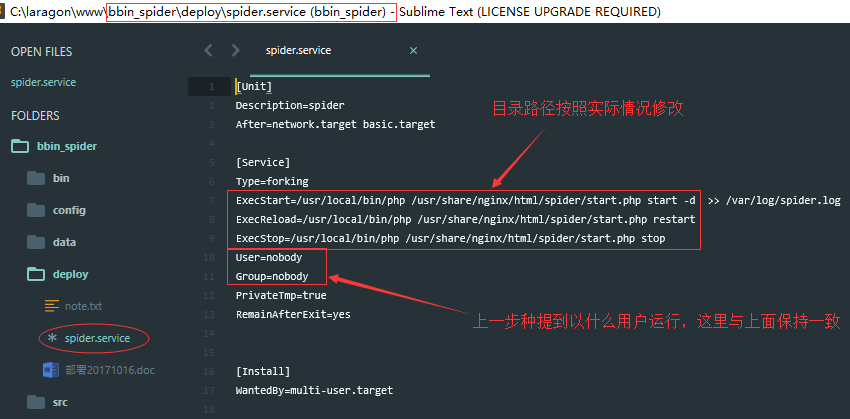 C:\laragon\www\bbin_spider\deploy\spider.service (bbin_spider) - Sublime Text (LICENSE UPGRADE REQUIRED)
OPEN FILES
spider.service
FOLDERS
bbin_spider
bin
config
data
deploy
note.txt
spider.service
部署20171016.doc
src
spider.service ×
1 [Unit]
2 Description=spider
3 After=network.target basic.target
4
5 [Service]
6 Type=forking
7 ExecStart=/usr/local/bin/php /usr/share/nginx/html/spider/start.php start -d >> /var/log/spider.log
8 ExecReload=/usr/local/bin/php /usr/share/nginx/html/spider/start.php restart
9 ExecStop=/usr/local/bin/php /usr/share/nginx/html/spider/start.php stop
10 User=nobody
11 Group=nobody
12 PrivateTmp=true
13 RemainAfterExit=yes
14
15
16 [Install]
17 WantedBy=multi-user.target
18
目录路径按照实际情况修改
上一步种提到以什么用户运行，这里与上面保持一致